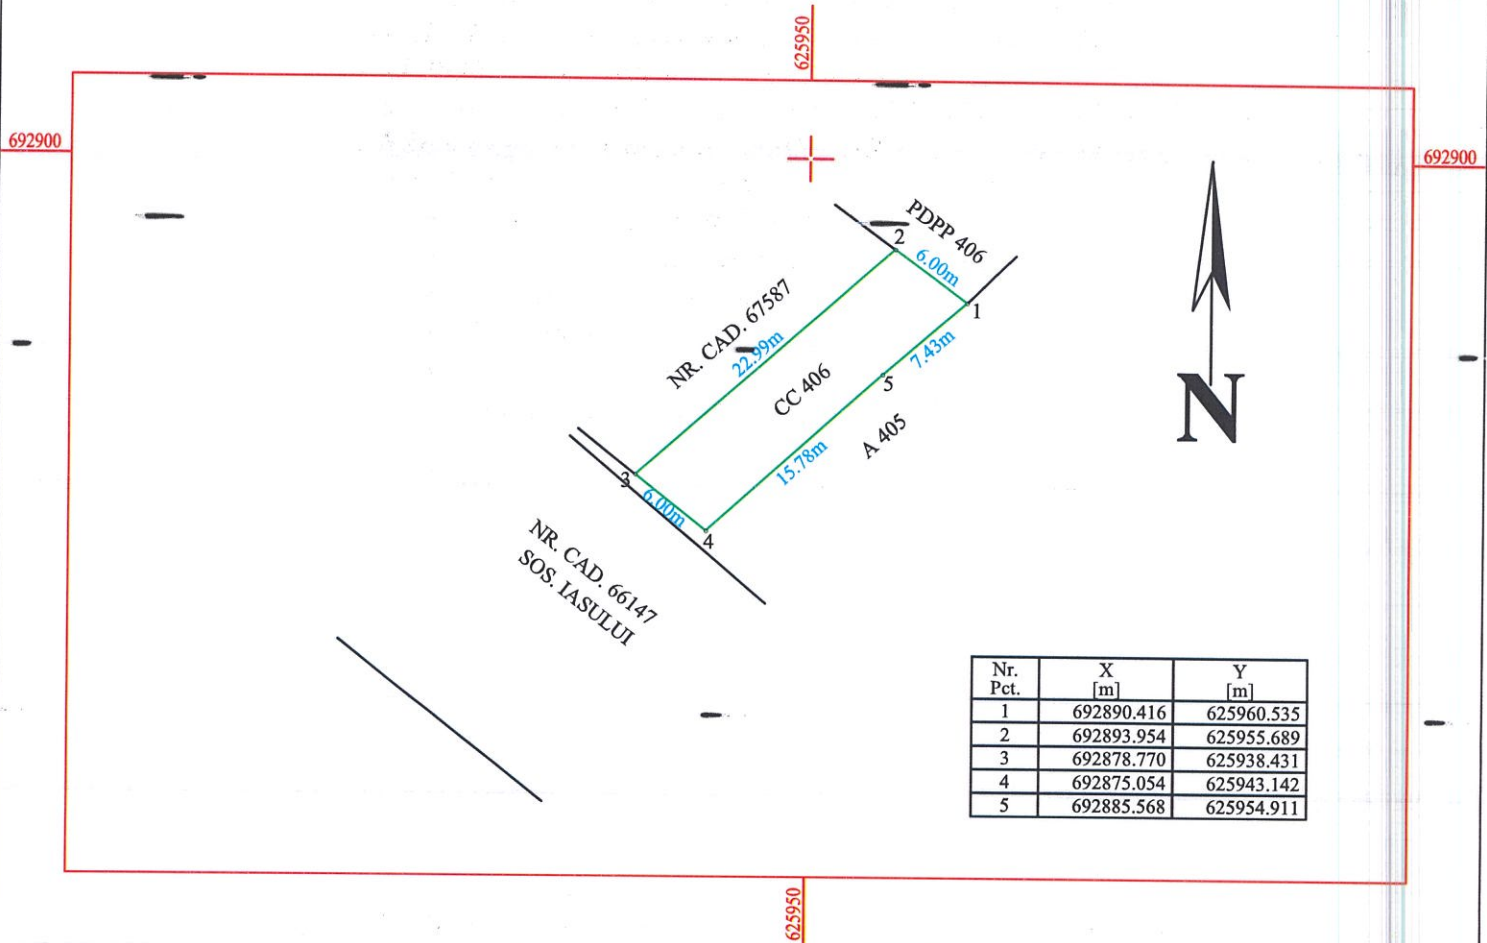 625950
692900
692900
PDPP 406
2
6.00m
1
NR. CAD. 67587
22.99m
7.43m
5
CC 406
A 405
15.78m
3
6.00m
4
NR. CAD. 66147
SOS. IASULUI
N
Nr. Pct. X [m] Y [m]
1 692890.416 625960.535
2 692893.954 625955.689
3 692878.770 625938.431
4 692875.054 625943.142
5 692885.568 625954.911
625950